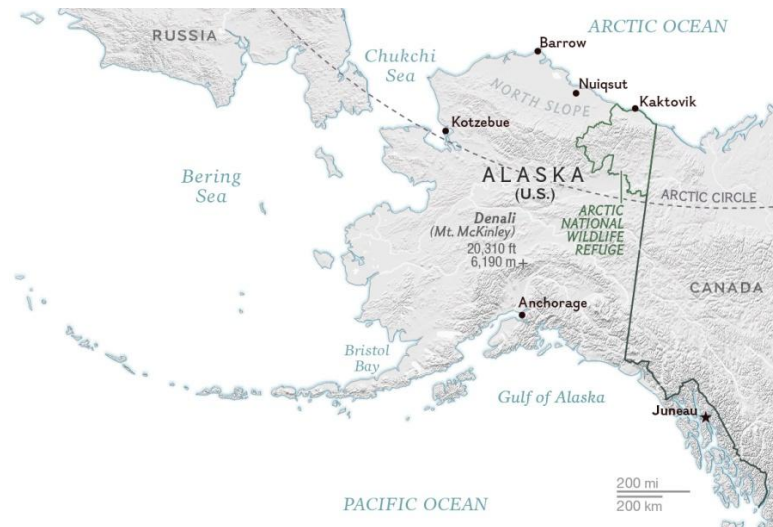 ARCTIC OCEAN
RUSSIA
Chukchi
Sea
Barrow
Nuiqsut
Kaktovik
NORTH SLOPE
Kotzebue
Bering
Sea
ALASKA
(U.S.)
ARCTIC CIRCLE
Denali
(Mt. McKinley)
20,310 ft
6,190 m
ARCTIC
NATIONAL
WILDLIFE
REFUGE
CANADA
Anchorage
Bristol
Bay
Gulf of Alaska
Juneau
200 mi
200 km
PACIFIC OCEAN